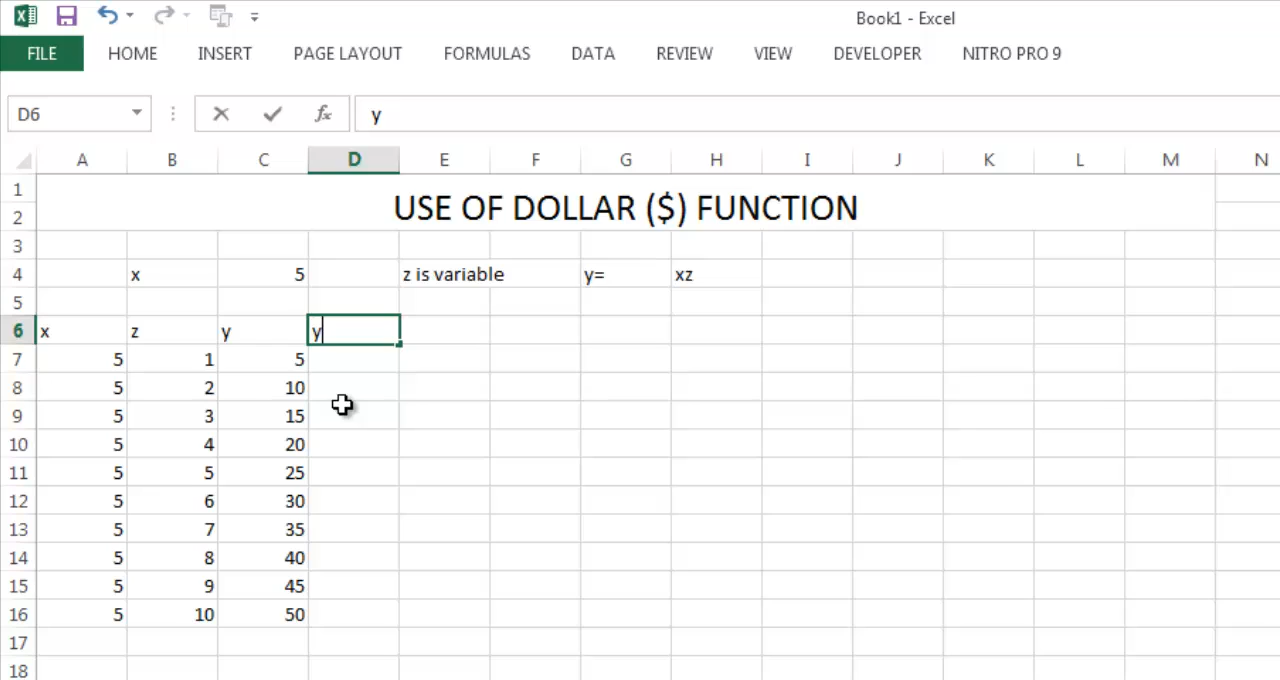 Book1 - Excel
FILE HOME INSERT PAGE LAYOUT FORMULAS DATA REVIEW VIEW DEVELOPER NITRO PRO 9
D6 fx y
A B C D E F G H I J K L M N
1
USE OF DOLLAR ($) FUNCTION
2
3
4 x 5 z is variable y= xz
5
6 x z y y
7 5 1 5
8 5 2 10
9 5 3 15
10 5 4 20
11 5 5 25
12 5 6 30
13 5 7 35
14 5 8 40
15 5 9 45
16 5 10 50
17
18